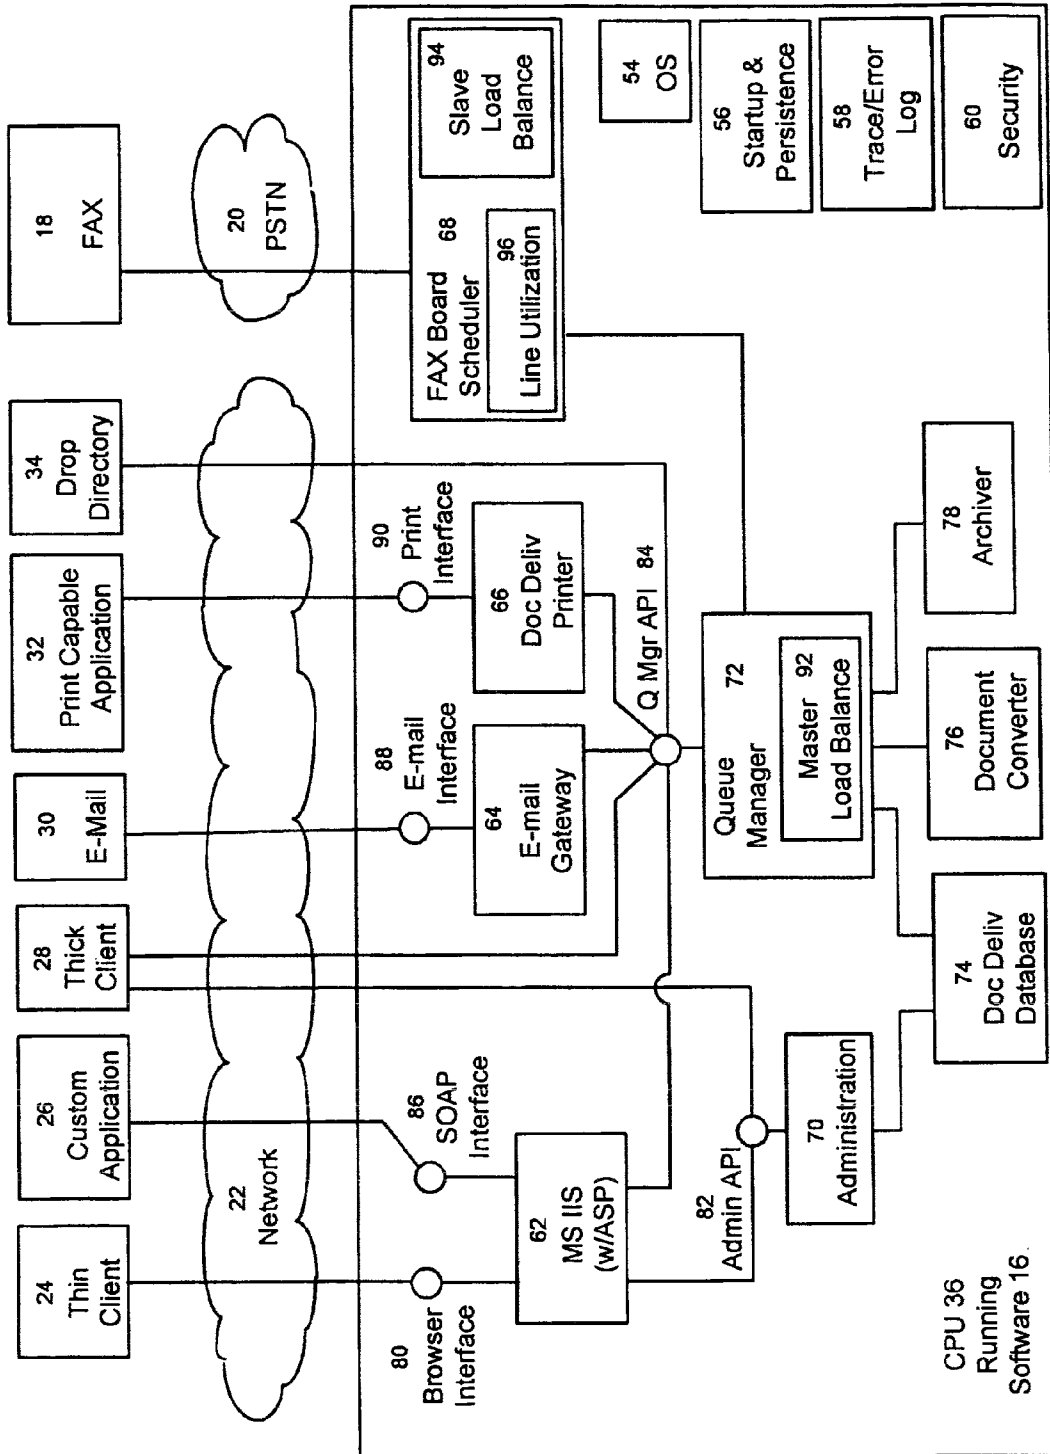 24
Thin
Client
26
Custom
Application
28
Thick
Client
30
E-Mail
32
Print Capable
Application
34
Drop
Directory
18
FAX
22
Network
20
PSTN
80
Browser
Interface
86
SOAP
Interface
88
E-mail
Interface
90
Print
Interface
FAX Board 68
Scheduler
96
Line Utilization
94
Slave
Load
Balance
62
MS IIS
(w/ASP)
64
E-mail
Gateway
66
Doc Deliv
Printer
54
OS
56
Startup &
Persistence
58
Trace/Error
Log
60
Security
82
Admin API
Q Mgr API 84
Queue 72
Manager
Master 92
Load Balance
70
Administration
74
Doc Deliv
Database
76
Document
Converter
78
Archiver
CPU 36
Running
Software 16